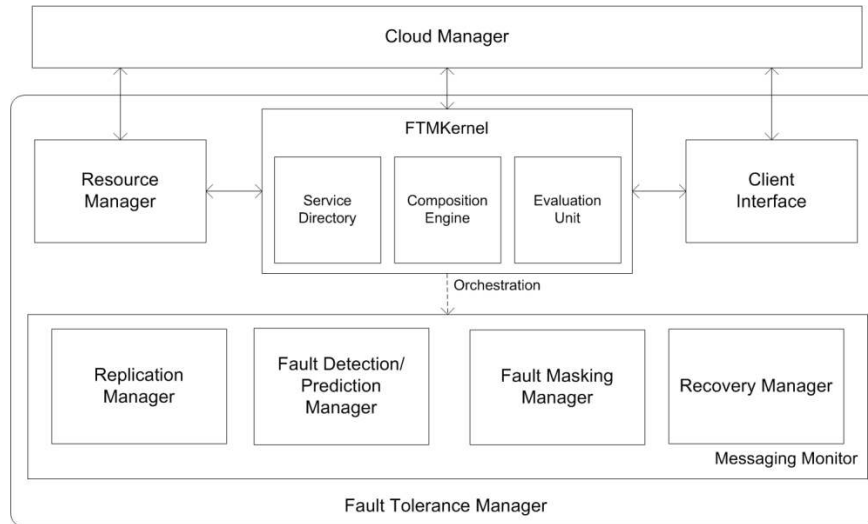 Cloud Manager
FTMKernel
Resource
Manager
Service
Directory
Composition
Engine
Evaluation
Unit
Client
Interface
Orchestration
Replication
Manager
Fault Detection/
Prediction
Manager
Fault Masking
Manager
Recovery Manager
Messaging Monitor
Fault Tolerance Manager